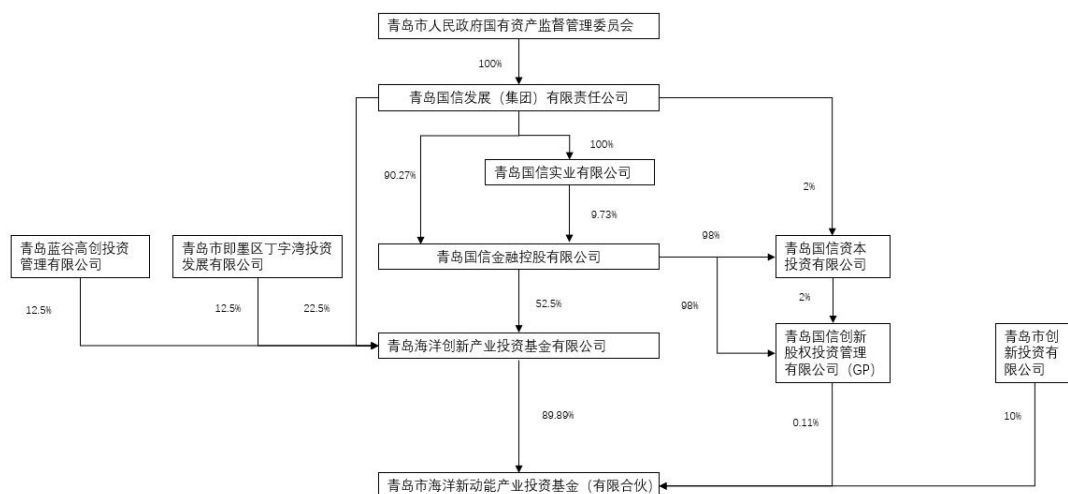 青岛市人民政府国有资产监督管理委员会
100%
青岛国信发展（集团）有限责任公司
100%
90.27%
青岛国信实业有限公司
2%
9.73%
青岛蓝谷高创投资
管理有限公司
青岛市即墨区丁字湾投资
发展有限公司
青岛国信金融控股有限公司
98%
青岛国信资本
投资有限公司
12.5%
12.5%
22.5%
52.5%
98%
2%
青岛海洋创新产业投资基金有限公司
青岛国信创新
股权投资管理
有限公司（GP）
青岛市创
新投资有
限公司
89.89%
0.11%
10%
青岛市海洋新动能产业投资基金（有限合伙）